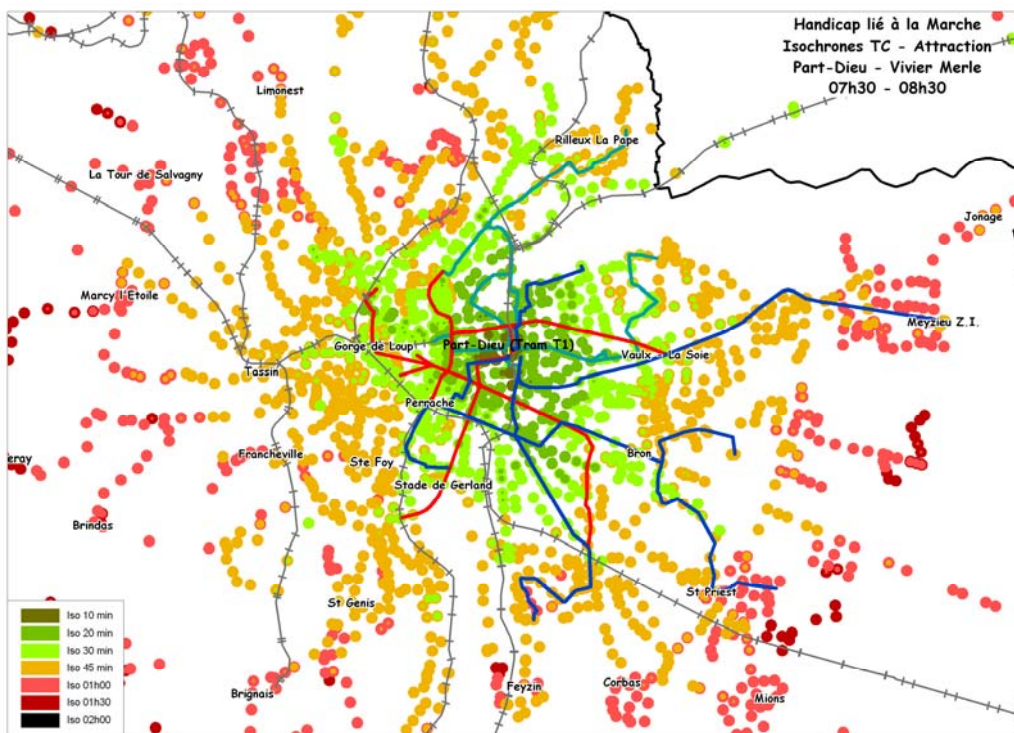 Handicap lié à la Marche
Isochrones TC - Attraction
Part-Dieu - Vivier Merle
07h30 - 08h30
Limonest
Rilleux La Pape
La Tour de Salvagny
Jonage
Marcy l'Etoile
Meyzieu Z.I.
Gorge de Loup
Part-Dieu (Tram T1)
Vaulx - La Soie
Tassin
Perrache
Francheville
Ste Foy
Bron
Stade de Gerland
Brindas
St Priest
St Genis
Brignais
Feyzin
Corbas
Mions
Iso 10 min
Iso 20 min
Iso 30 min
Iso 45 min
Iso 01h00
Iso 01h30
Iso 02h00